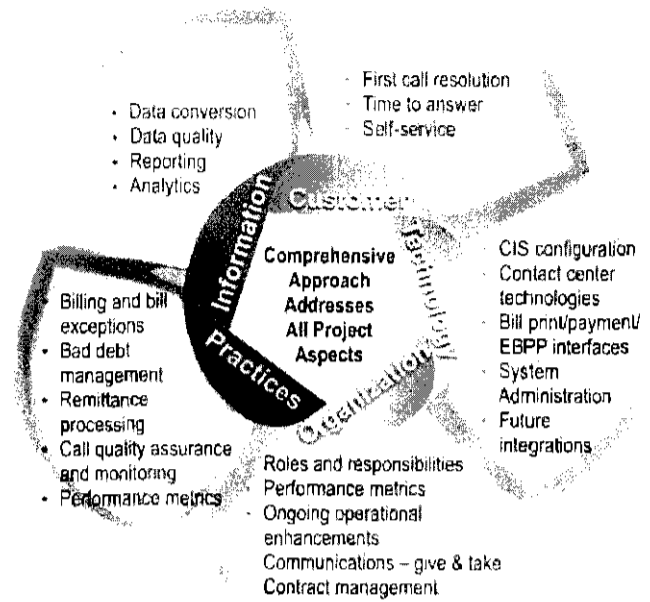 - First call resolution
- Time to answer
- Self-service
• Data conversion
• Data quality
• Reporting
• Analytics
Customer
Information
Technology
Practices
Organization
Comprehensive
Approach
Addresses
All Project
Aspects
- CIS configuration
- Contact center
technologies
- Bill print/payment/
EBPP interfaces
- System
Administration
- Future
integrations
• Billing and bill
exceptions
• Bad debt
management
• Remittance
processing
• Call quality assurance
and monitoring
• Performance metrics
Roles and responsibilities
Performance metrics
- Ongoing operational
enhancements
Communications – give & take
Contract management